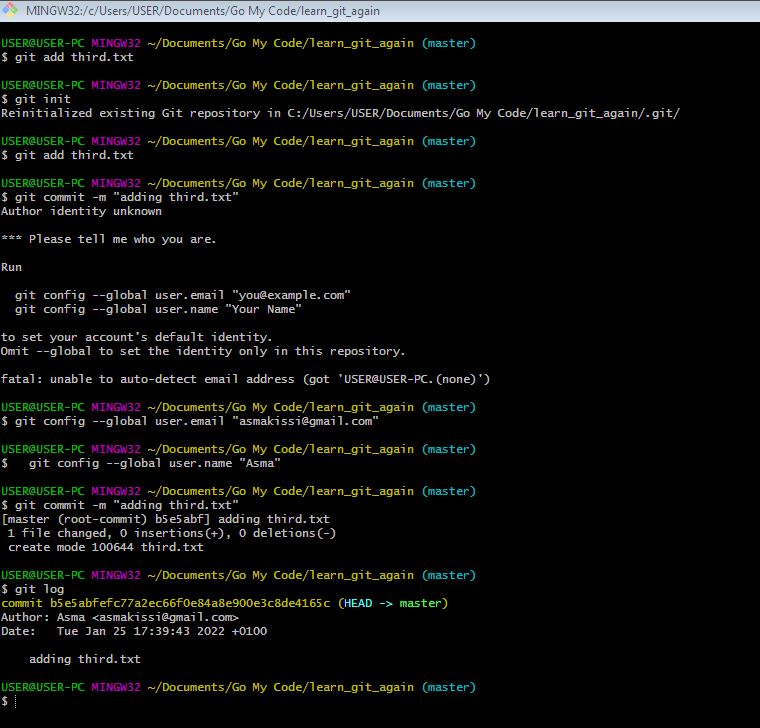 MINGW32:/c/Users/USER/Documents/Go My Code/learn_git_again
USER@USER-PC MINGW32 ~/Documents/Go My Code/learn_git_again (master)
$ git add third.txt
USER@USER-PC MINGW32 ~/Documents/Go My Code/learn_git_again (master)
$ git init
Reinitialized existing Git repository in C:/Users/USER/Documents/Go My Code/learn_git_again/.git/
USER@USER-PC MINGW32 ~/Documents/Go My Code/learn_git_again (master)
$ git add third.txt
USER@USER-PC MINGW32 ~/Documents/Go My Code/learn_git_again (master)
$ git commit -m "adding third.txt"
Author identity unknown
*** Please tell me who you are.
Run
  git config --global user.email "you@example.com"
  git config --global user.name "Your Name"
to set your account's default identity.
Omit --global to set the identity only in this repository.
fatal: unable to auto-detect email address (got 'USER@USER-PC.(none)')
USER@USER-PC MINGW32 ~/Documents/Go My Code/learn_git_again (master)
$ git config --global user.email "asmakissi@gmail.com"
USER@USER-PC MINGW32 ~/Documents/Go My Code/learn_git_again (master)
$   git config --global user.name "Asma"
USER@USER-PC MINGW32 ~/Documents/Go My Code/learn_git_again (master)
$ git commit -m "adding third.txt"
[master (root-commit) b5e5abf] adding third.txt
 1 file changed, 0 insertions(+), 0 deletions(-)
 create mode 100644 third.txt
USER@USER-PC MINGW32 ~/Documents/Go My Code/learn_git_again (master)
$ git log
commit b5e5abfefc77a2ec66f0e84a8e900e3c8de4165c (HEAD -> master)
Author: Asma <asmakissi@gmail.com>
Date:   Tue Jan 25 17:39:43 2022 +0100
    adding third.txt
USER@USER-PC MINGW32 ~/Documents/Go My Code/learn_git_again (master)
$